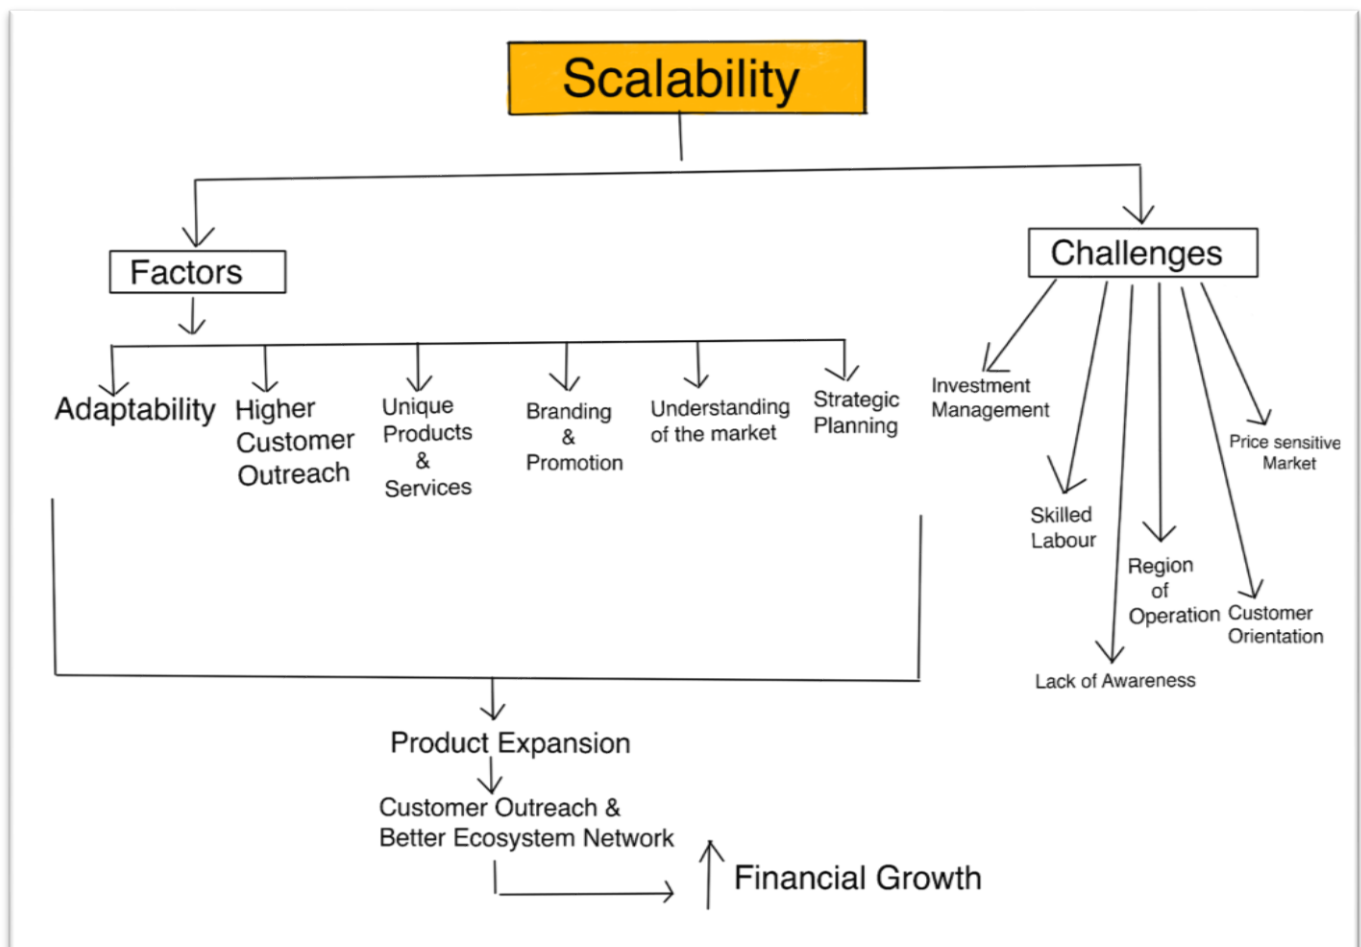 Scalability
Factors
Challenges
Adaptability
Higher
Customer
Outreach
Unique
Products
&
Services
Branding
&
Promotion
Understanding
of the market
Strategic
Planning
Investment
Management
Skilled
Labour
Lack of Awareness
Region
of
Operation
Customer
Orientation
Price sensitive
Market
Product Expansion
Customer Outreach &
Better Ecosystem Network
Financial Growth